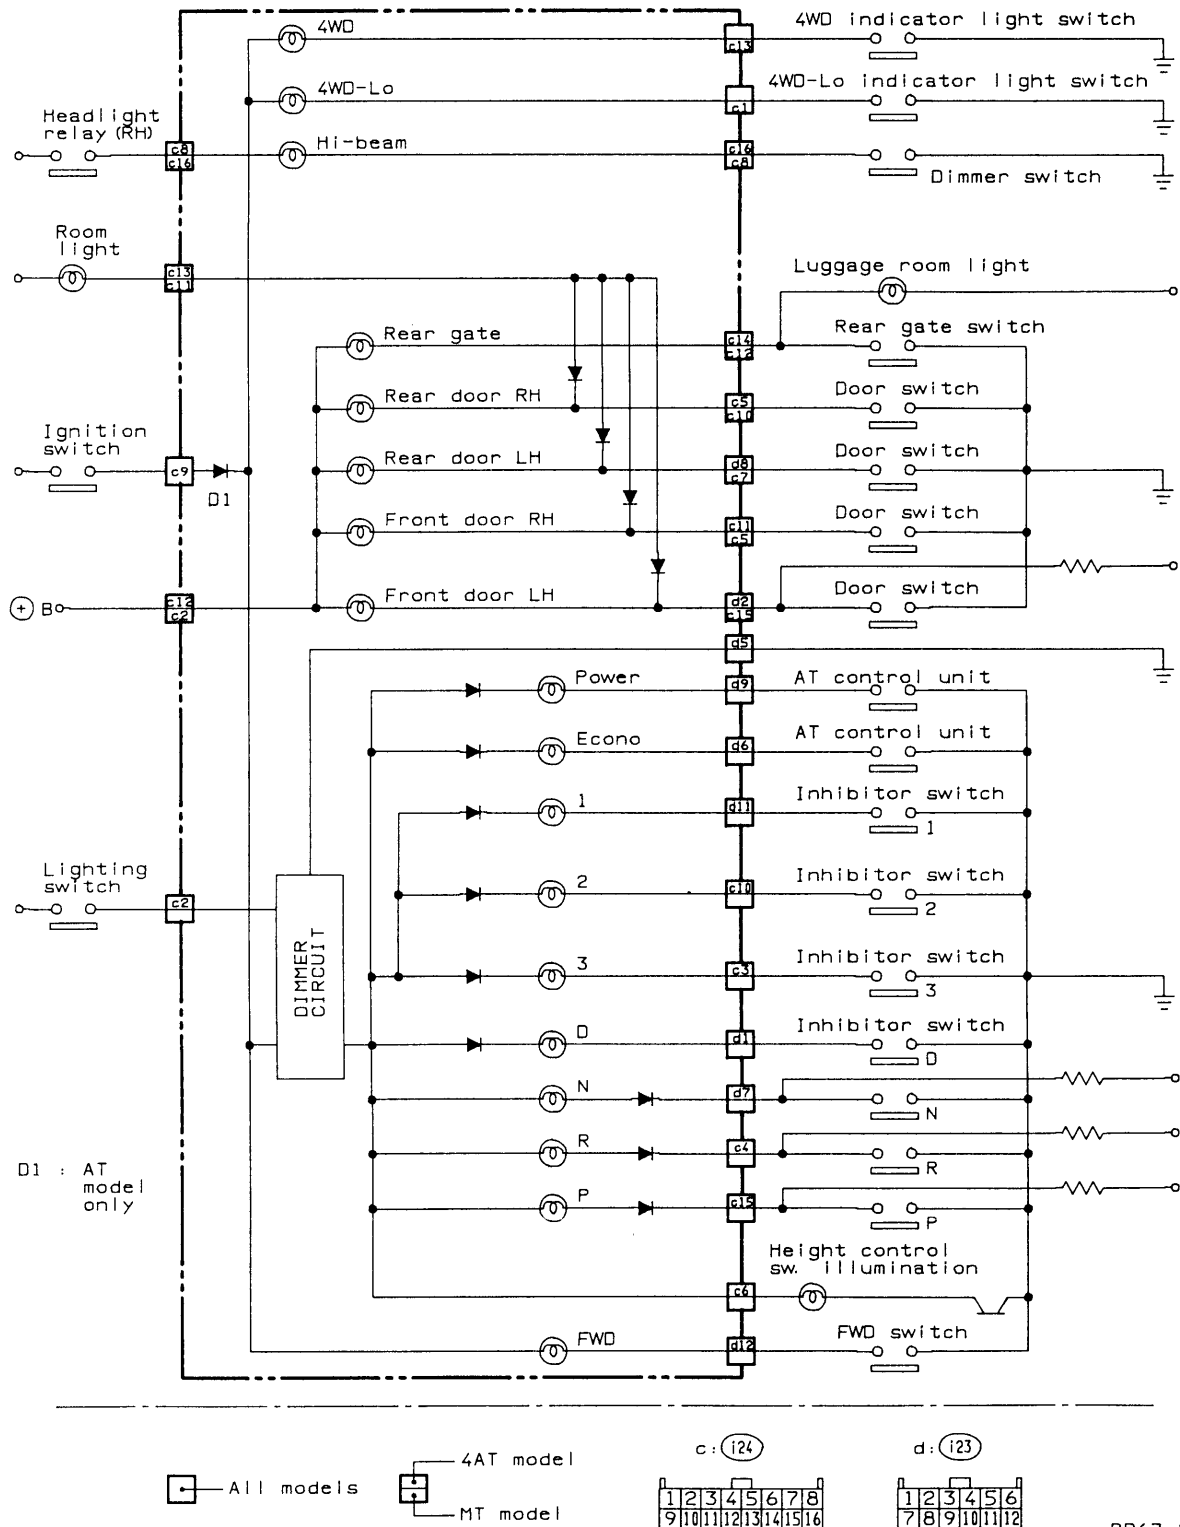 4WD
4WD indicator light switch
c13
4WD-Lo
4WD-Lo indicator light switch
c1
Headlight
relay (RH)
c8
c16
Hi-beam
c16
c8
Dimmer switch
Room
light
c13
c11
Luggage room light
Rear gate
c14
c12
Rear gate switch
Rear door RH
c5
c10
Door switch
Ignition
switch
c9
D1
Rear door LH
d8
c7
Door switch
Front door RH
c11
c5
Door switch
+ B
c12
c2
Front door LH
d2
c15
Door switch
d5
Power
d9
AT control unit
Econo
d6
AT control unit
1
d11
Inhibitor switch
1
Lighting
switch
c2
2
c10
Inhibitor switch
2
DIMMER
CIRCUIT
3
c3
Inhibitor switch
3
D
d1
Inhibitor switch
D
N
d7
N
R
c4
R
D1 : AT
model
only
P
c15
P
Height control
sw. illumination
c6
FWD
d12
FWD switch
All models
4AT model
MT model
c: i24
1 2 3 4 5 6 7 8
9 10 11 12 13 14 15 16
d: i23
1 2 3 4 5 6
7 8 9 10 11 12